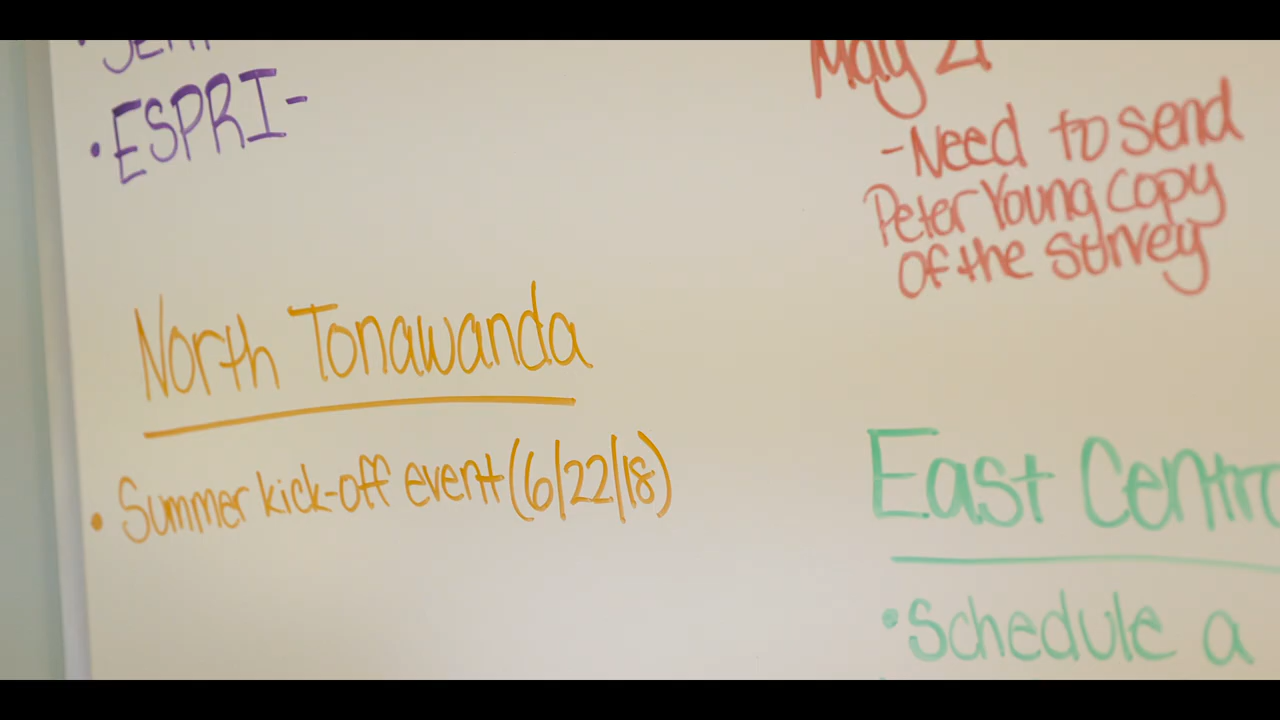 • ESPRI-
North Tonawanda
• Summer kick-off event (6/22/18)
May 21
-Need to send
Peter Young copy
of the survey
East Centr
• Schedule a